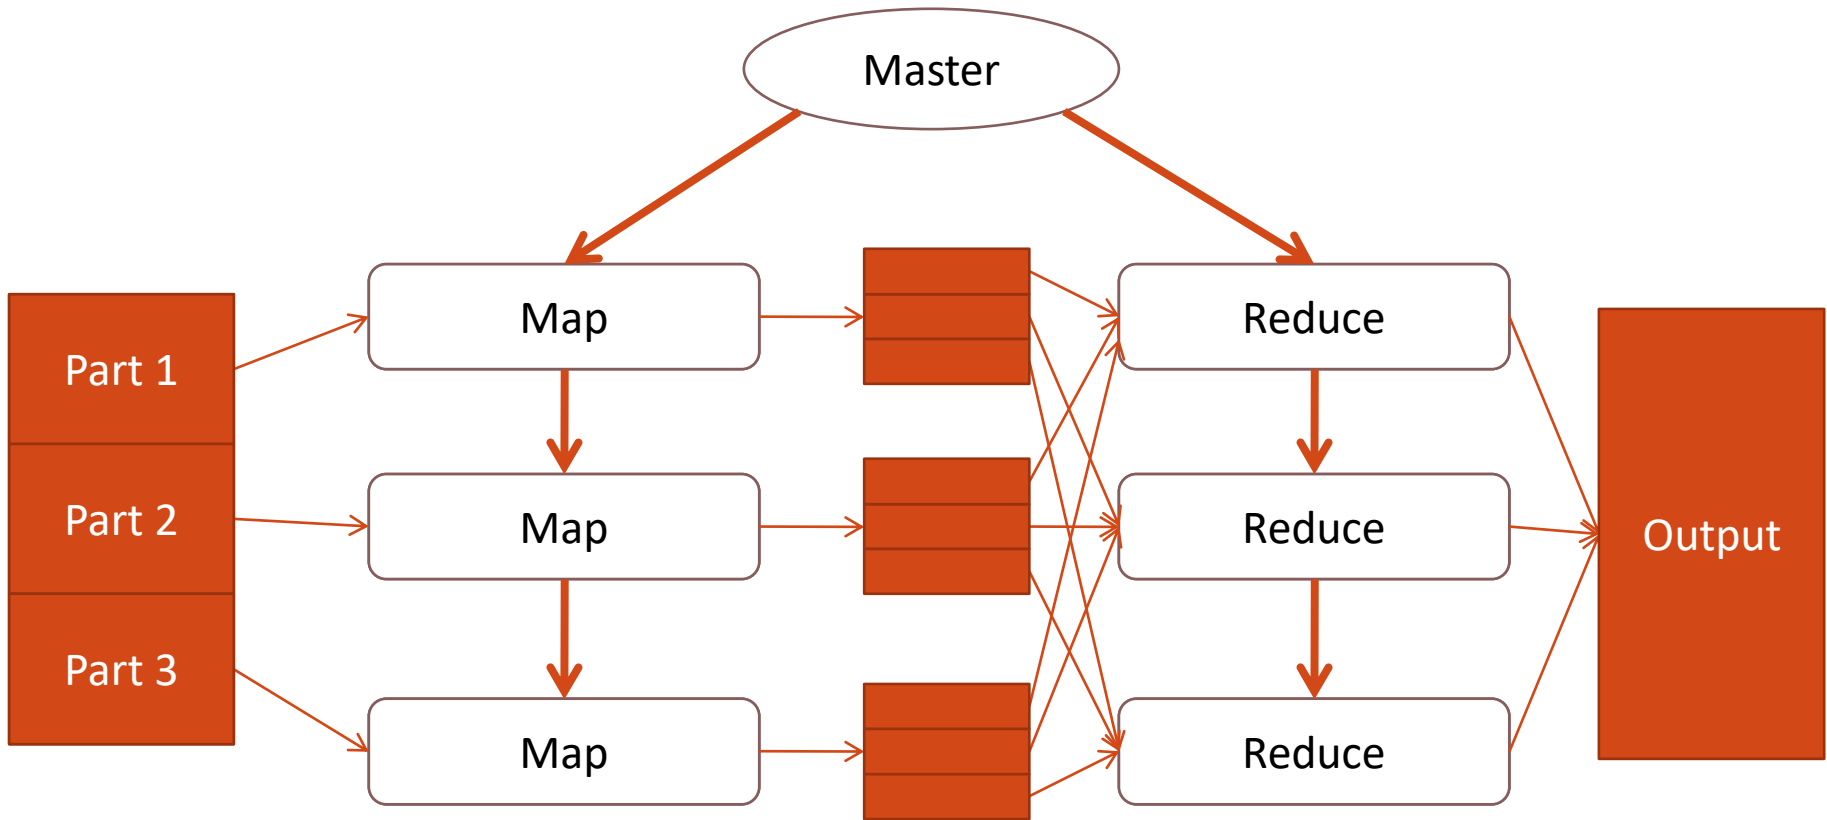 Master
Map
Reduce
Part 1
Part 2
Map
Reduce
Output
Part 3
Map
Reduce